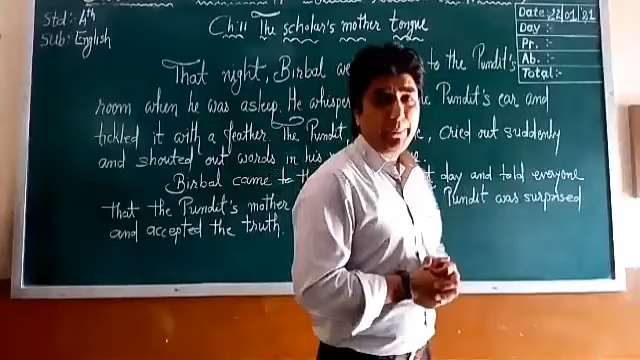 Std:- 4th
Sub:- English
Ch:11 The scholar's mother tongue
Date:- 22/01/21
Day:-
Pr.:-
Ab.:-
Total:-
That night, Birbal to the Pundit's
room when he was asleep. He Pundit's ear and
tickled it with a feather. The Pundit cried out suddenly
and shouted out words in his
Birbal came day and told everyone
that the Pundit's mother Pundit was surprised
and accepted the truth.